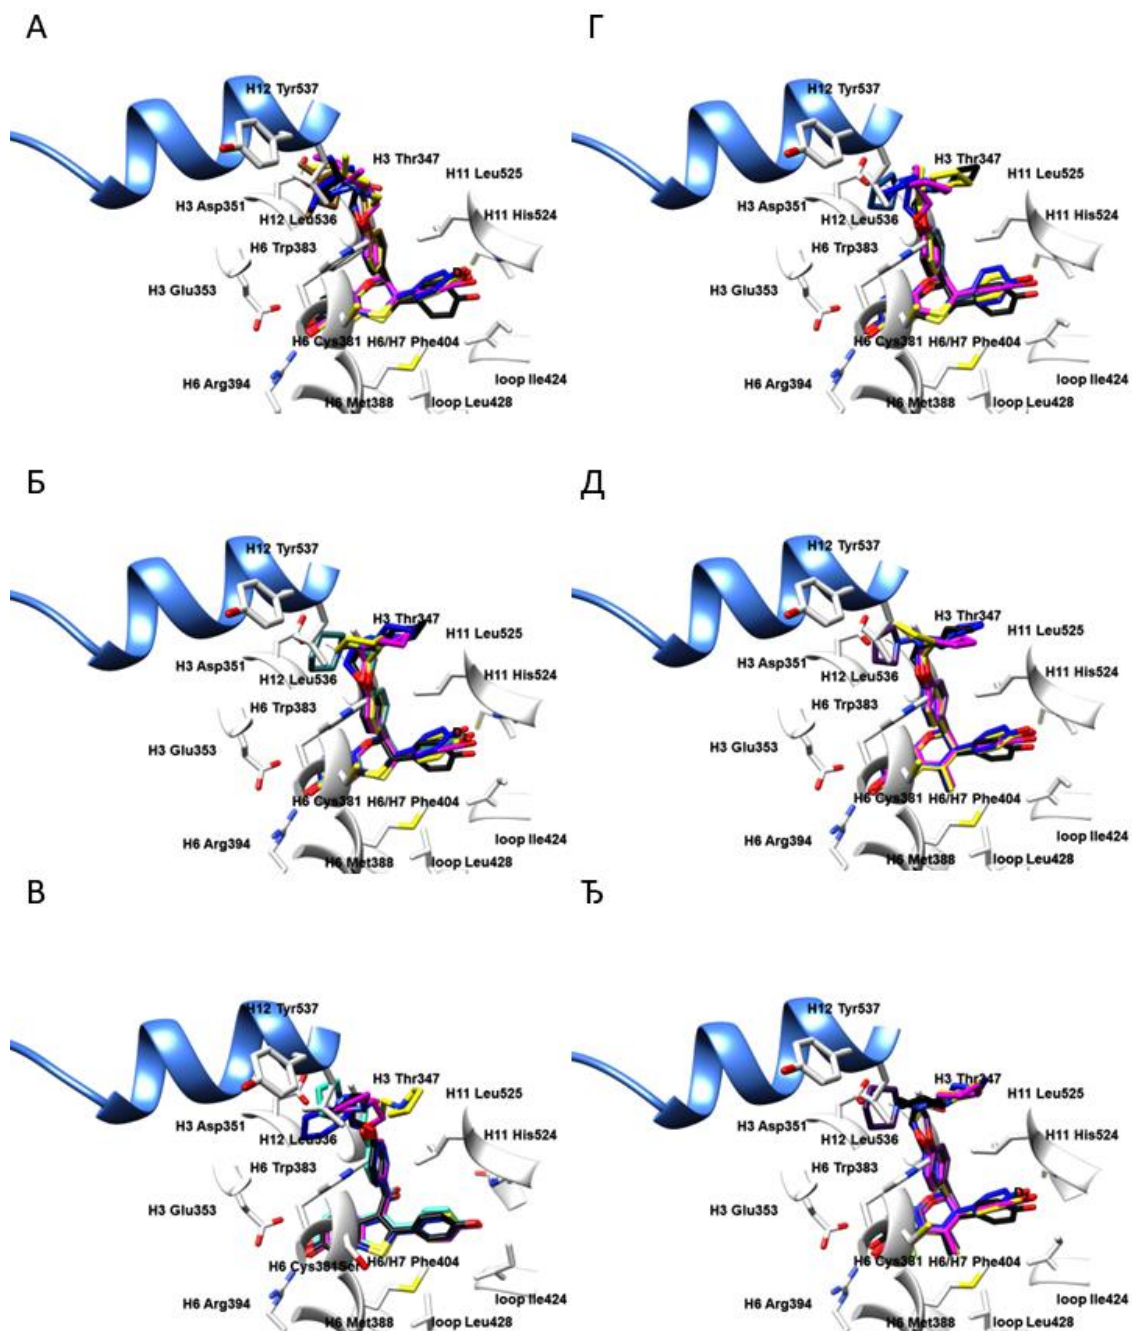 А
H12 Tyr537
H3 Thr347
H11 Leu525
H3 Asp351
H12 Leu536
H11 His524
H6 Trp383
H3 Glu353
H6 Cys381 H6/H7 Phe404
loop Ile424
H6 Arg394
H6 Met388 loop Leu428
Г
H12 Tyr537
H3 Thr347
H11 Leu525
H3 Asp351
H12 Leu536
H11 His524
H6 Trp383
H3 Glu353
H6 Cys381 H6/H7 Phe404
loop Ile424
H6 Arg394
H6 Met388 loop Leu428
Б
H12 Tyr537
H3 Thr347
H11 Leu525
H3 Asp351
H12 Leu536
H11 His524
H6 Trp383
H3 Glu353
H6 Cys381 H6/H7 Phe404
loop Ile424
H6 Arg394
H6 Met388 loop Leu428
Д
H12 Tyr537
H3 Thr347
H11 Leu525
H3 Asp351
H12 Leu536
H11 His524
H6 Trp383
H3 Glu353
H6 Cys381 H6/H7 Phe404
loop Ile424
H6 Arg394
H6 Met388 loop Leu428
В
H12 Tyr537
H3 Thr347
H11 Leu525
H3 Asp351
H12 Leu536
H11 His524
H6 Trp383
H3 Glu353
H6 Cys381Ser H6/H7 Phe404
loop Ile424
H6 Arg394
H6 Met388 loop Leu428
Ђ
H12 Tyr537
H3 Thr347
H11 Leu525
H3 Asp351
H12 Leu536
H11 His524
H6 Trp383
H3 Glu353
H6 Cys381 H6/H7 Phe404
loop Ile424
H6 Arg394
H6 Met388 loop Leu428